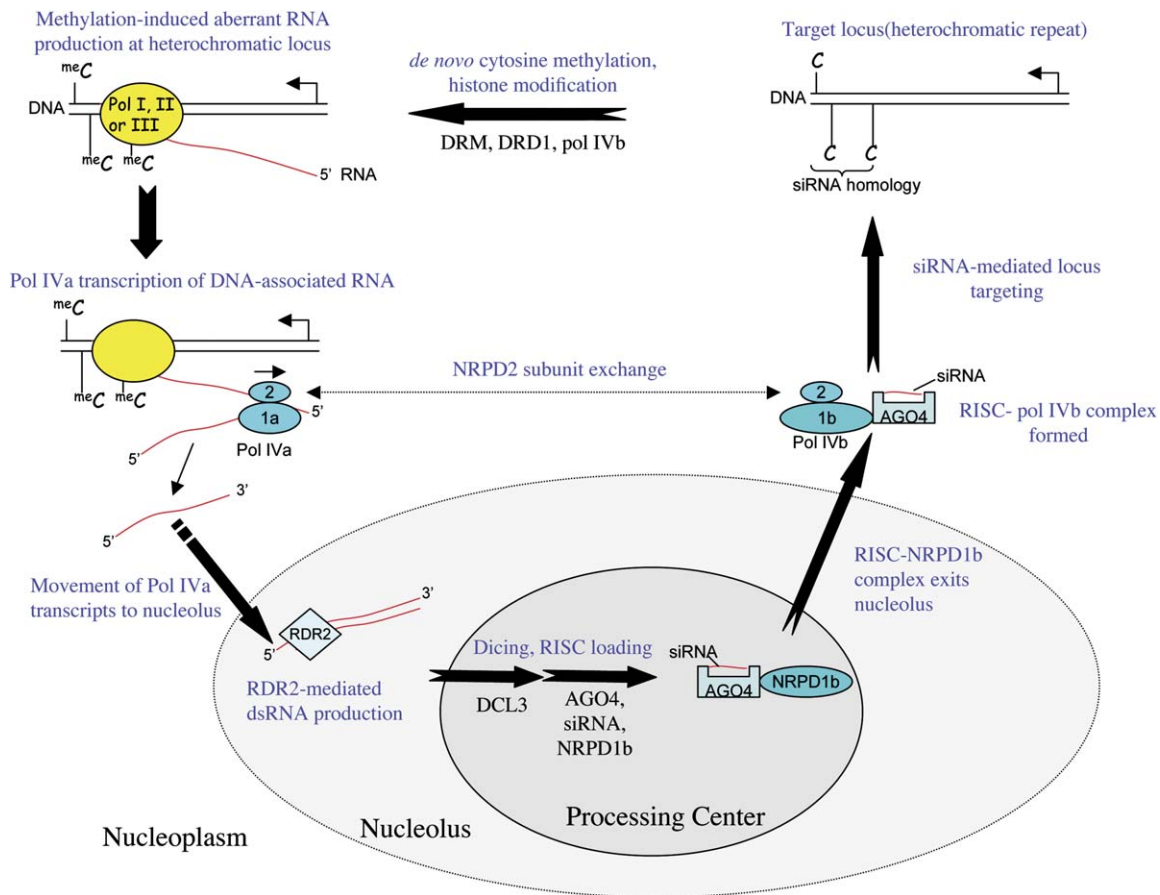 Methylation-induced aberrant RNA
production at heterochromatic locus
meC
DNA
Pol I, II
or III
meC
meC
5’ RNA
de novo cytosine methylation,
histone modification
DRM, DRD1, pol IVb
Target locus(heterochromatic repeat)
C
DNA
C
C
siRNA homology
Pol IVa transcription of DNA-associated RNA
meC
meC
meC
2
1a
5’
Pol IVa
5’
NRPD2 subunit exchange
siRNA-mediated locus
targeting
siRNA
2
1b
AGO4
Pol IVb
RISC- pol IVb complex
formed
3’
5’
Movement of Pol IVa
transcripts to nucleolus
3’
RDR2
5’
RDR2-mediated
dsRNA production
Dicing, RISC loading
DCL3
AGO4,
siRNA,
NRPD1b
siRNA
AGO4
NRPD1b
RISC-NRPD1b
complex exits
nucleolus
Processing Center
Nucleolus
Nucleoplasm